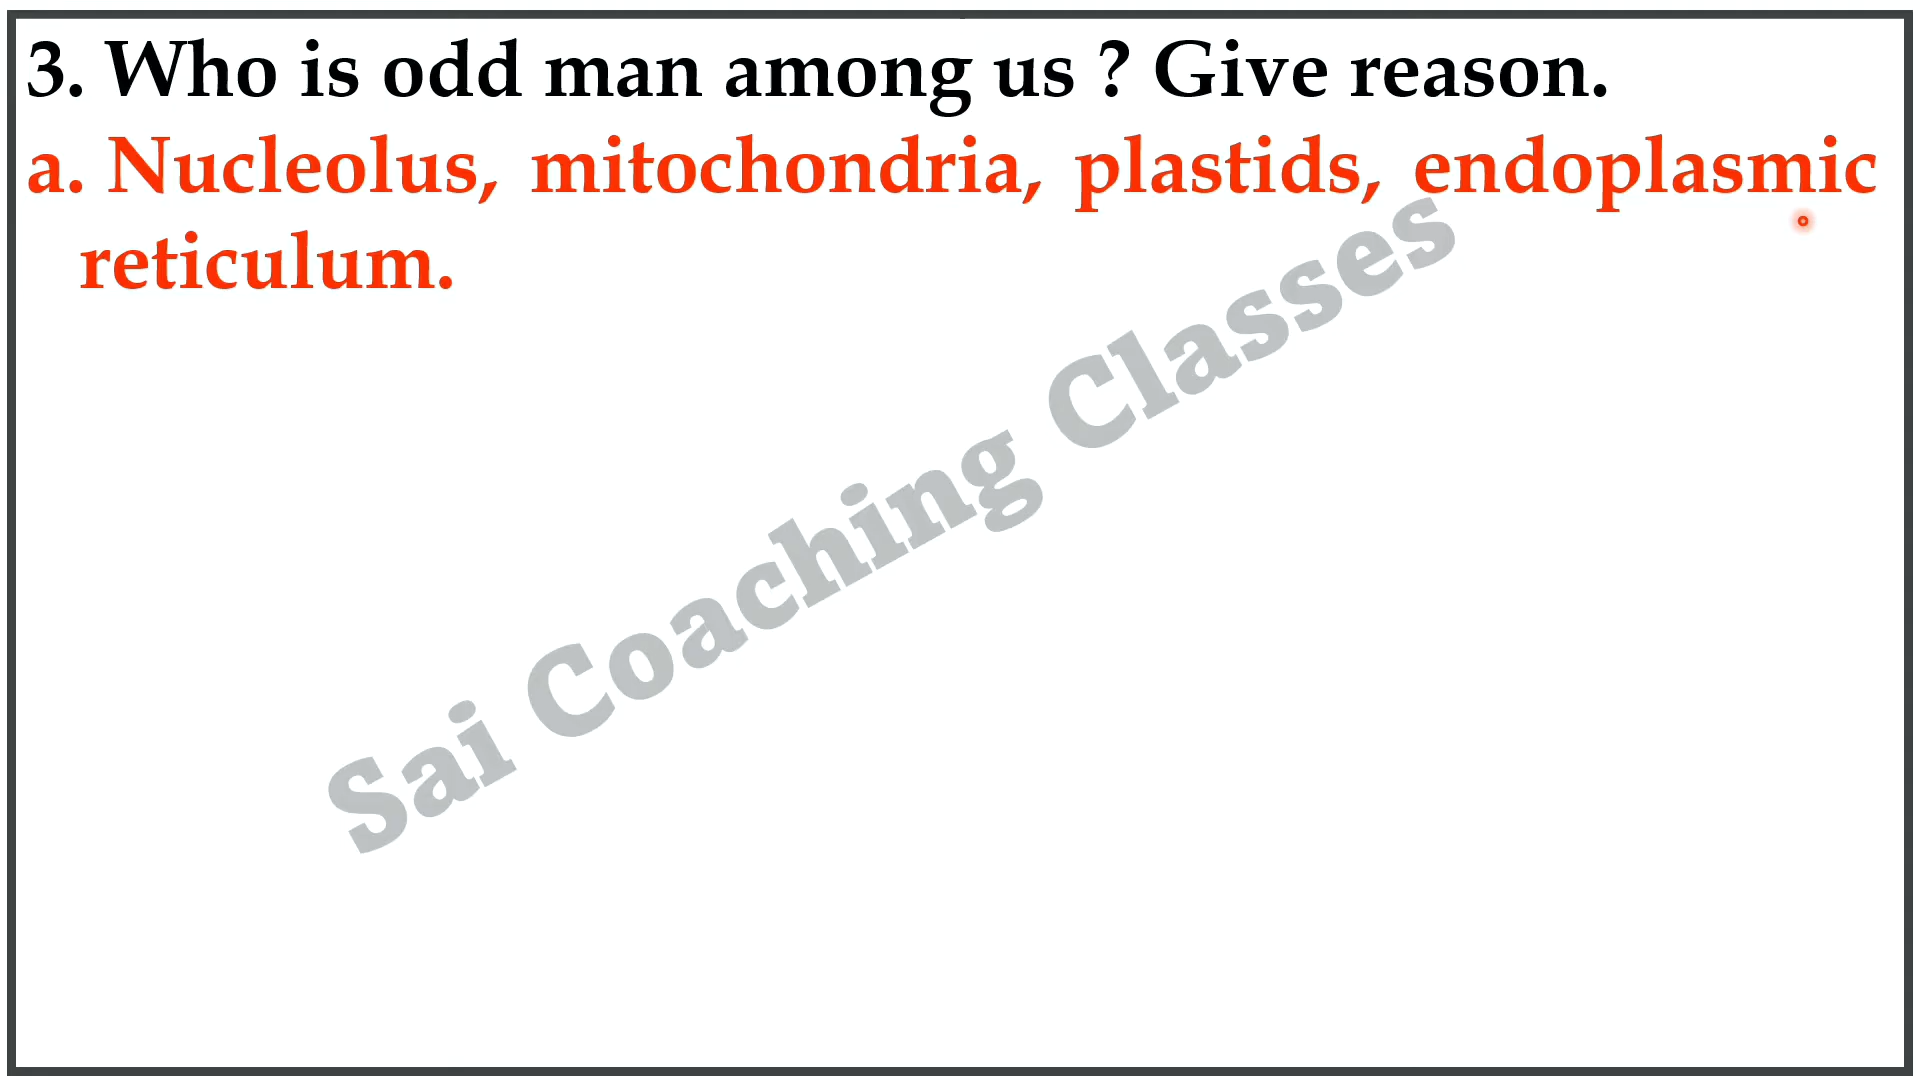 3. Who is odd man among us ? Give reason.
a. Nucleolus, mitochondria, plastids, endoplasmic
reticulum.
Sai Coaching Classes